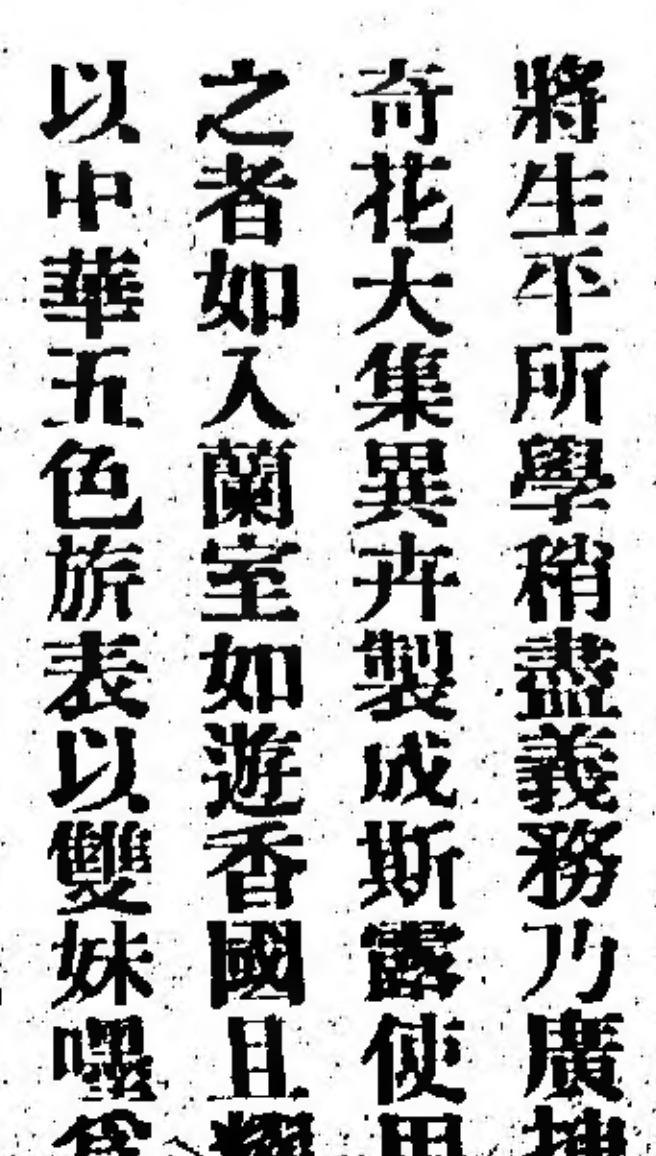 將生平所學稍盡義務乃廣
奇花大集異卉製成斯露使用
之者如入蘭室如遊香國且
以中華五色旂表以雙妹嘜